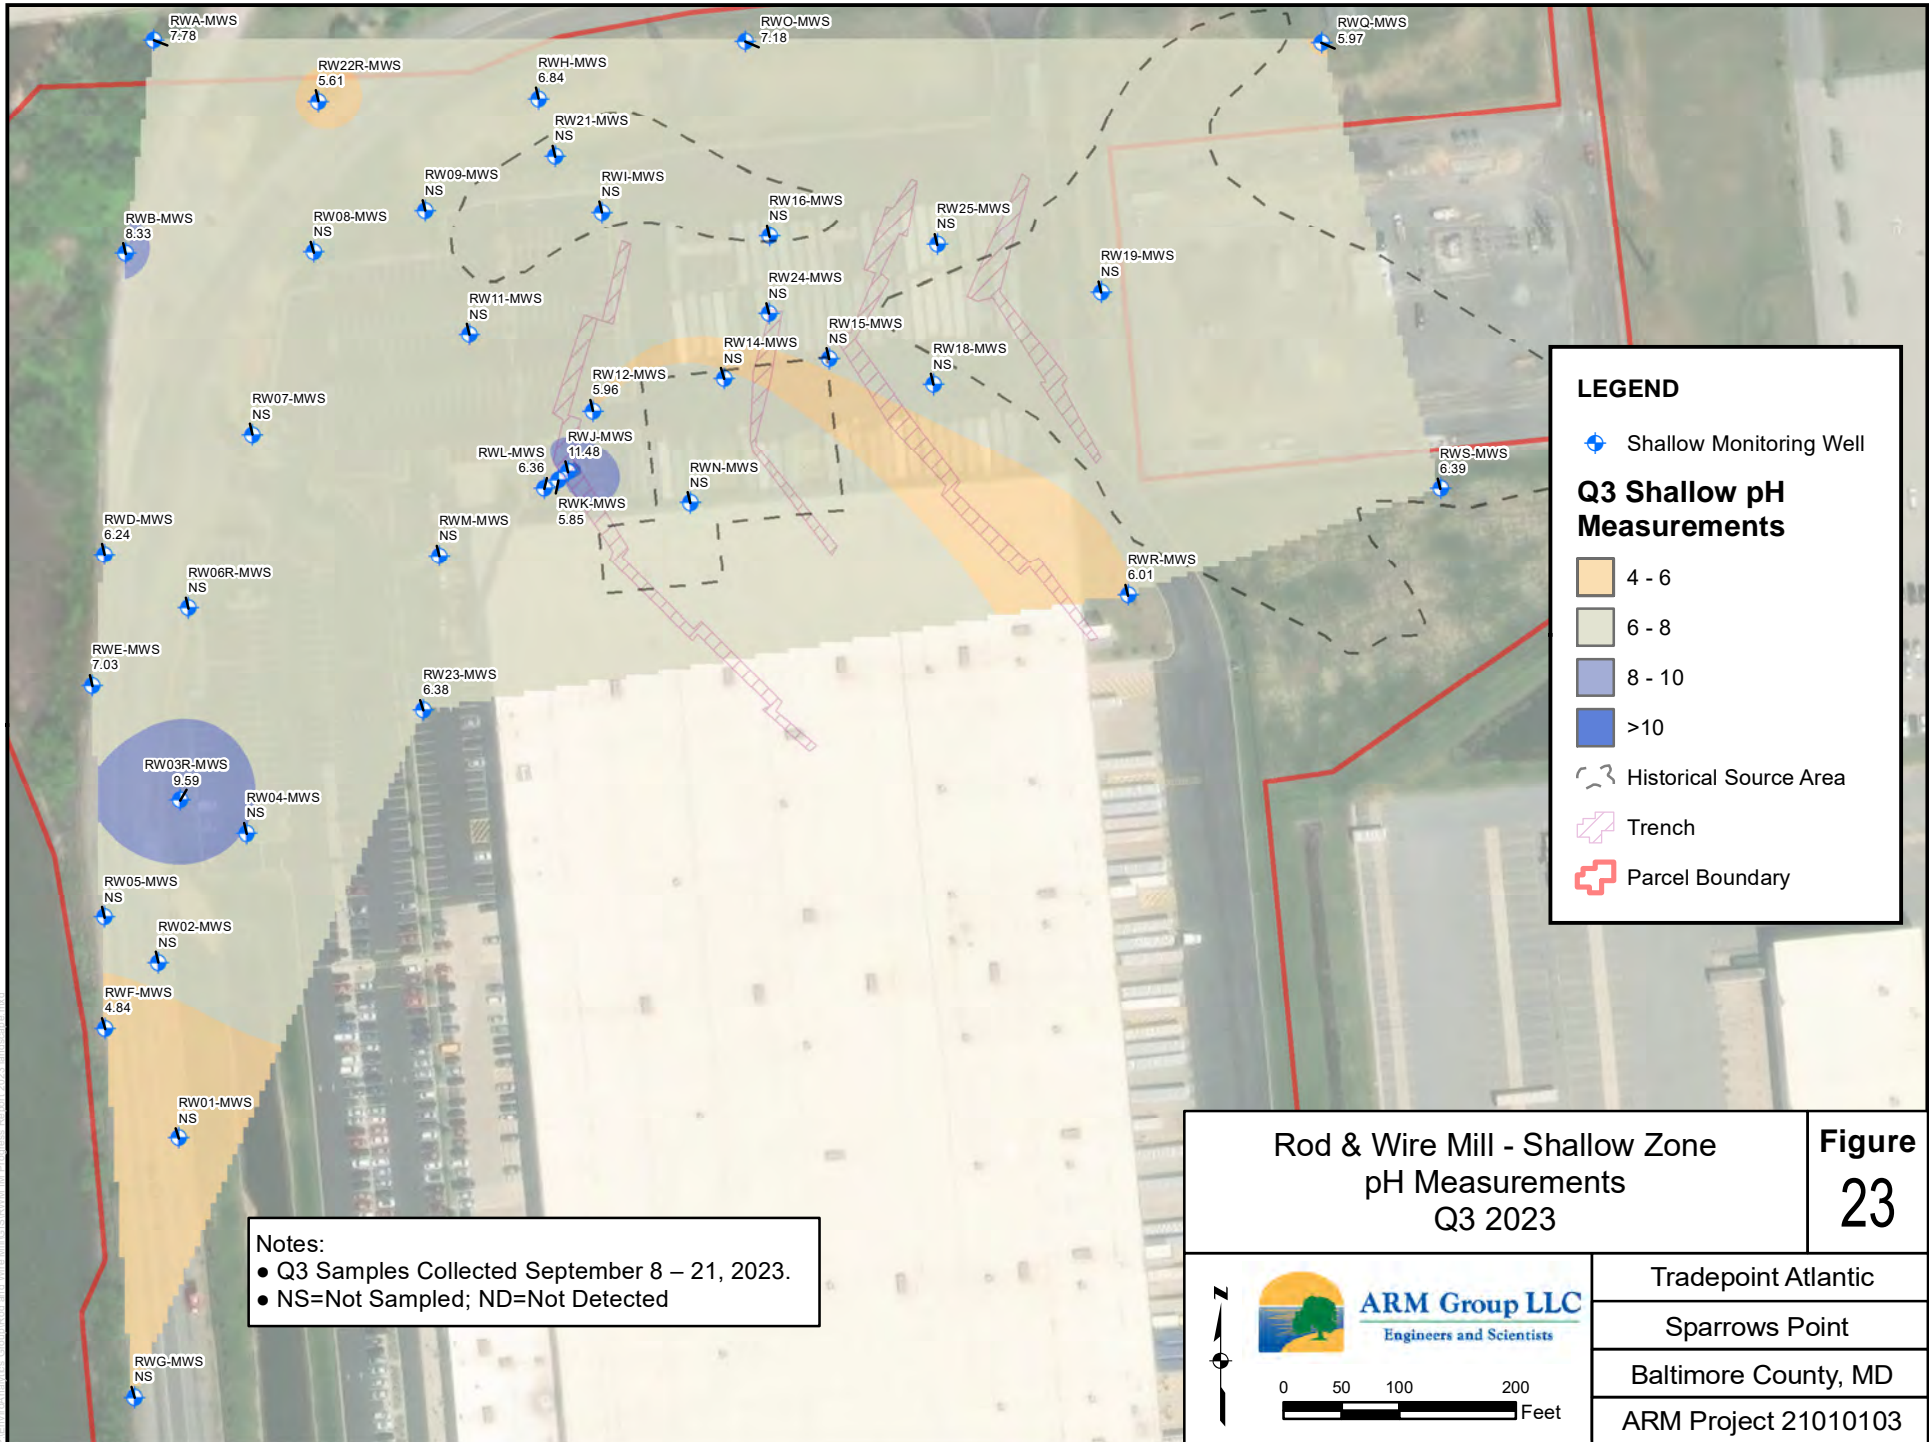 RWA-MWS
7.78
RWO-MWS
7.18
RWQ-MWS
5.97
RW22R-MWS
5.61
RWH-MWS
6.84
RW21-MWS
NS
RW09-MWS
NS
RWI-MWS
NS
RW16-MWS
NS
RW25-MWS
NS
RWB-MWS
8.33
RW08-MWS
NS
RW19-MWS
NS
RW24-MWS
NS
RW11-MWS
NS
RW15-MWS
NS
RW14-MWS
NS
RW18-MWS
NS
RW12-MWS
5.96
RW07-MWS
NS
RWJ-MWS
11.48
RWL-MWS
6.36
RWK-MWS
5.85
RWN-MWS
NS
RWS-MWS
6.39
RWD-MWS
6.24
RWM-MWS
NS
RWR-MWS
6.01
RW06R-MWS
NS
RWE-MWS
7.03
RW23-MWS
6.38
RW03R-MWS
9.59
RW04-MWS
NS
RW05-MWS
NS
RW02-MWS
NS
RWF-MWS
4.84
RW01-MWS
NS
RWG-MWS
NS
LEGEND
Shallow Monitoring Well
Q3 Shallow pH
Measurements
4 - 6
6 - 8
8 - 10
>10
Historical Source Area
Trench
Parcel Boundary
Notes:
● Q3 Samples Collected September 8 – 21, 2023.
● NS=Not Sampled; ND=Not Detected
Rod & Wire Mill - Shallow Zone
pH Measurements
Q3 2023
Figure
23
Z
ARM Group LLC
Engineers and Scientists
0 50 100 200
Feet
Tradepoint Atlantic
Sparrows Point
Baltimore County, MD
ARM Project 21010103